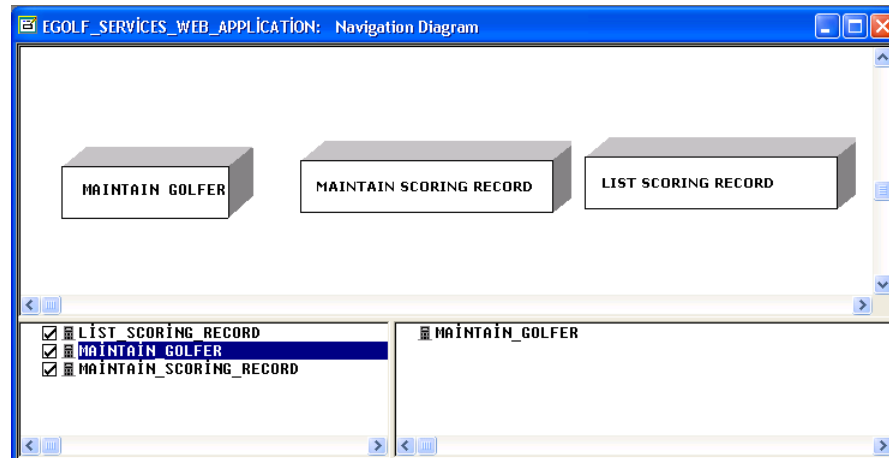 EGOLF_SERVİCES_WEB_APPLİCATİON: Navigation Diagram
MAINTAIN GOLFER
MAINTAIN SCORING RECORD
LIST SCORING RECORD
LİST_SCORİNG_RECORD
MAİNTAİN_GOLFER
MAİNTAİN_SCORİNG_RECORD
MAİNTAİN_GOLFER